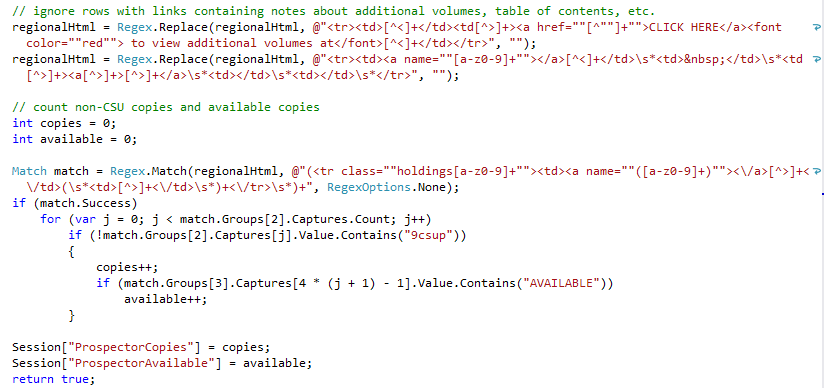 // ignore rows with links containing notes about additional volumes, table of contents, etc.
regionalHtml = Regex.Replace(regionalHtml, @"<tr><td>[^<]+</td><td[^>]+><a href=""[^""]+"">CLICK HERE</a><font
color=""red""> to view additional volumes at</font>[^<]+</td></tr>", "");
regionalHtml = Regex.Replace(regionalHtml, @"<tr><td><a name=""[a-z0-9]+""></a>[^<]+</td>\s*<td>&nbsp;</td>\s*<td
[^>]+><a[^>]+>[^>]+</a>\s*<td></td>\s*<td></td>\s*</tr>", "");
// count non-CSU copies and available copies
int copies = 0;
int available = 0;
Match match = Regex.Match(regionalHtml, @"(<tr class=""holdings[a-z0-9]+""><td><a name=""([a-z0-9]+)""><\/a>[^>]+<
\/td>(\s*<td>[^>]+<\/td>\s*)+<\/tr>\s*)+", RegexOptions.None);
if (match.Success)
for (var j = 0; j < match.Groups[2].Captures.Count; j++)
if (!match.Groups[2].Captures[j].Value.Contains("9csup"))
{
copies++;
if (match.Groups[3].Captures[4 * (j + 1) - 1].Value.Contains("AVAILABLE"))
available++;
}
Session["ProspectorCopies"] = copies;
Session["ProspectorAvailable"] = available;
return true;